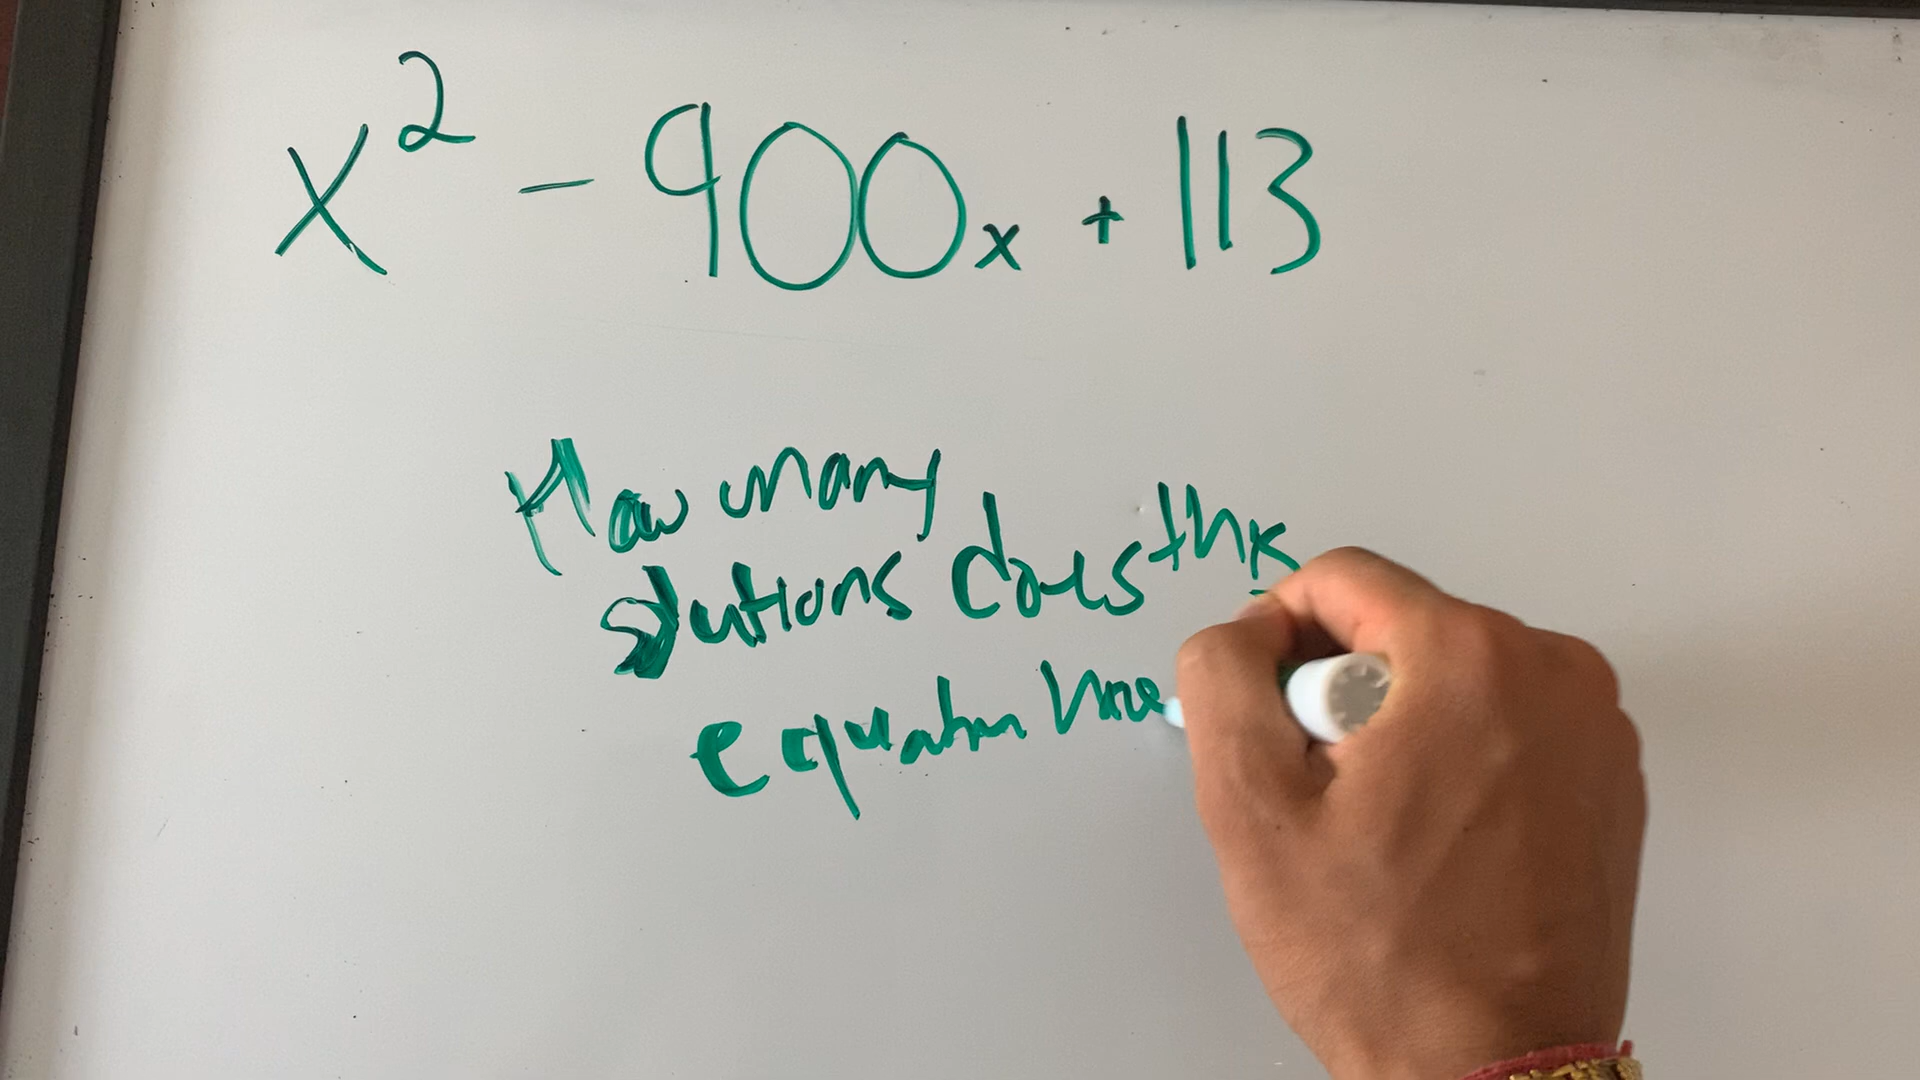 x² - 900x + 113
How many
solutions does this
equation have